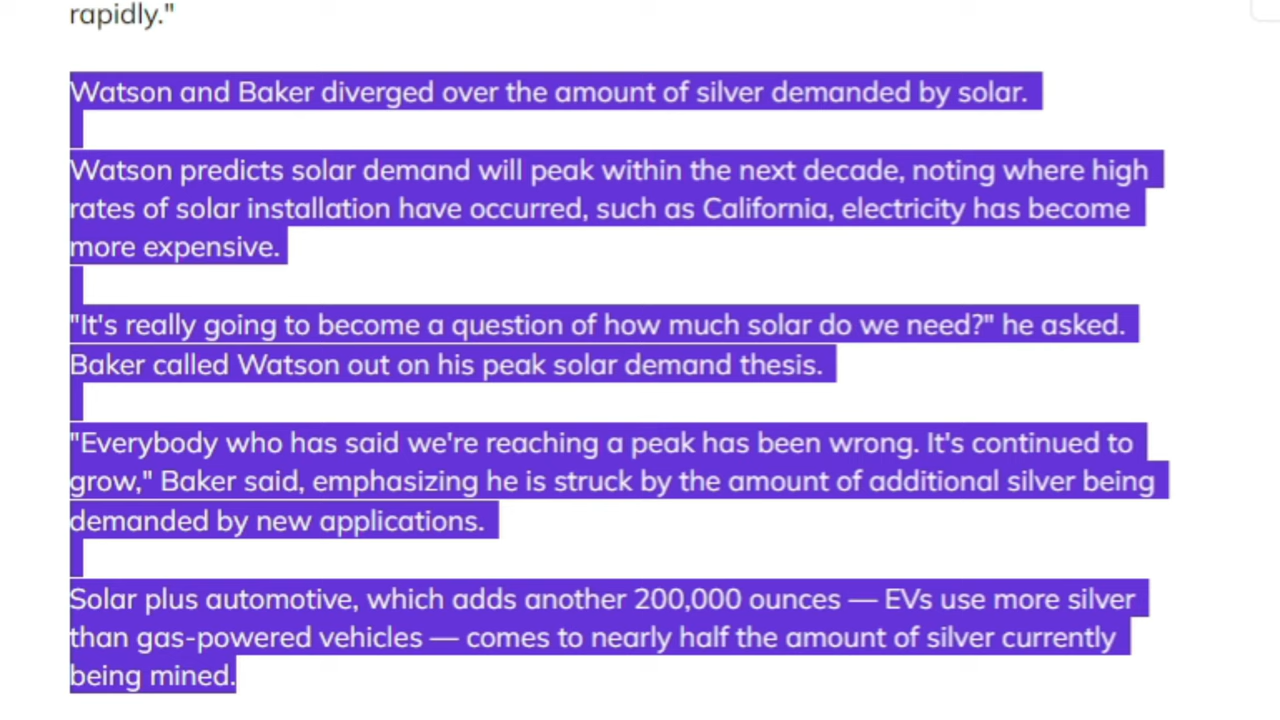 rapidly."
Watson and Baker diverged over the amount of silver demanded by solar.
Watson predicts solar demand will peak within the next decade, noting where high
rates of solar installation have occurred, such as California, electricity has become
more expensive.
"It's really going to become a question of how much solar do we need?" he asked.
Baker called Watson out on his peak solar demand thesis.
"Everybody who has said we're reaching a peak has been wrong. It's continued to
grow," Baker said, emphasizing he is struck by the amount of additional silver being
demanded by new applications.
Solar plus automotive, which adds another 200,000 ounces — EVs use more silver
than gas-powered vehicles — comes to nearly half the amount of silver currently
being mined.